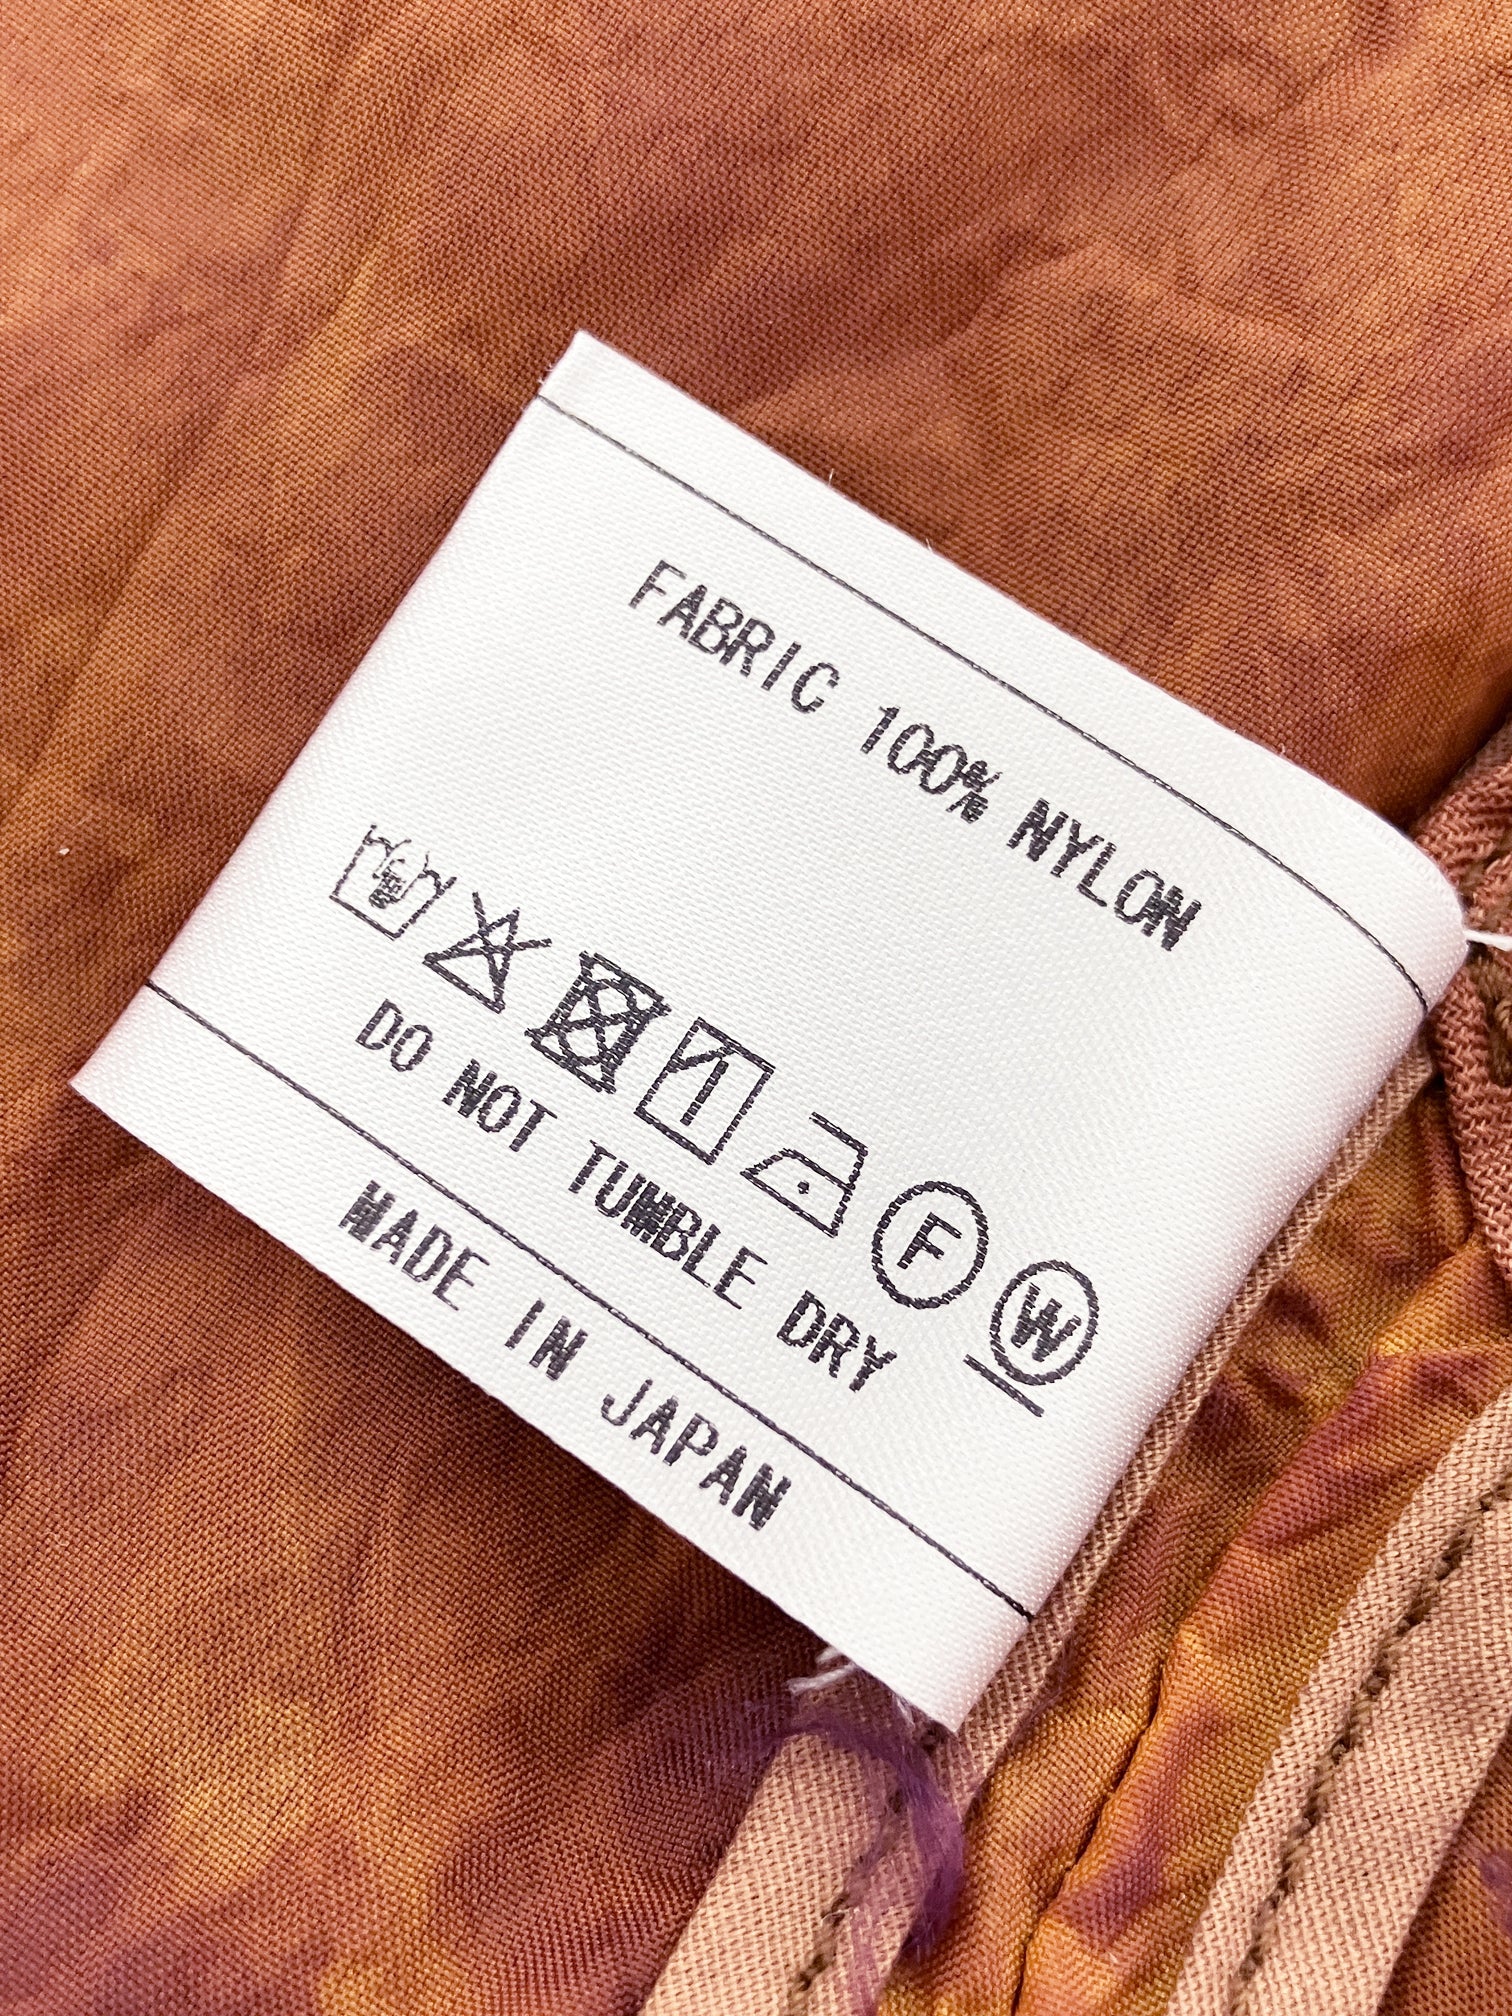 FABRIC 100% NYLON
F W
DO NOT TUMBLE DRY
MADE IN JAPAN